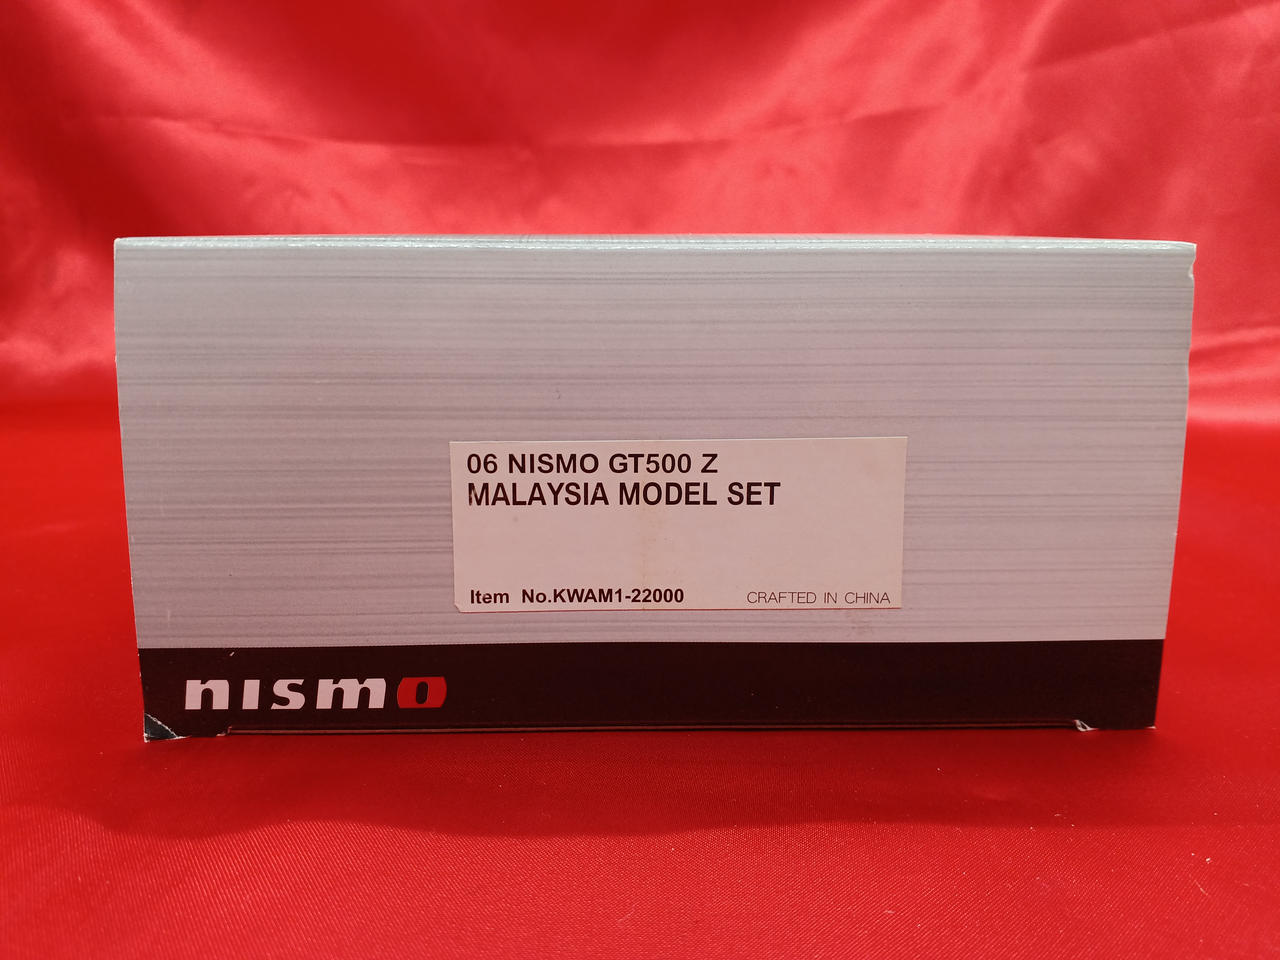 06 NISMO GT500 Z
MALAYSIA MODEL SET
Item No.KWAM1-22000 CRAFTED IN CHINA
nismo